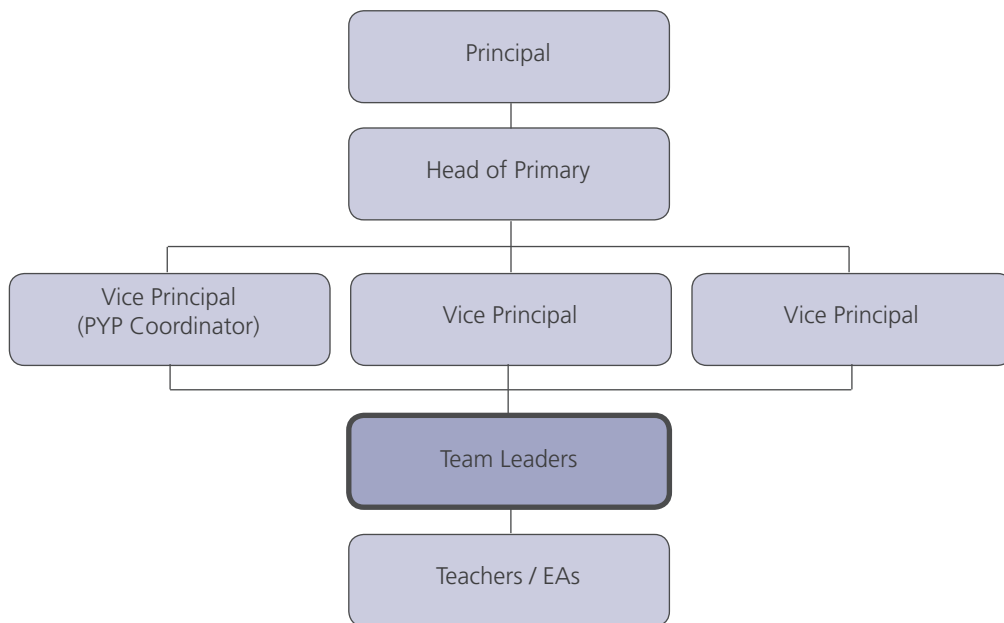 Principal
Head of Primary
Vice Principal
(PYP Coordinator)
Vice Principal
Vice Principal
Team Leaders
Teachers / EAs